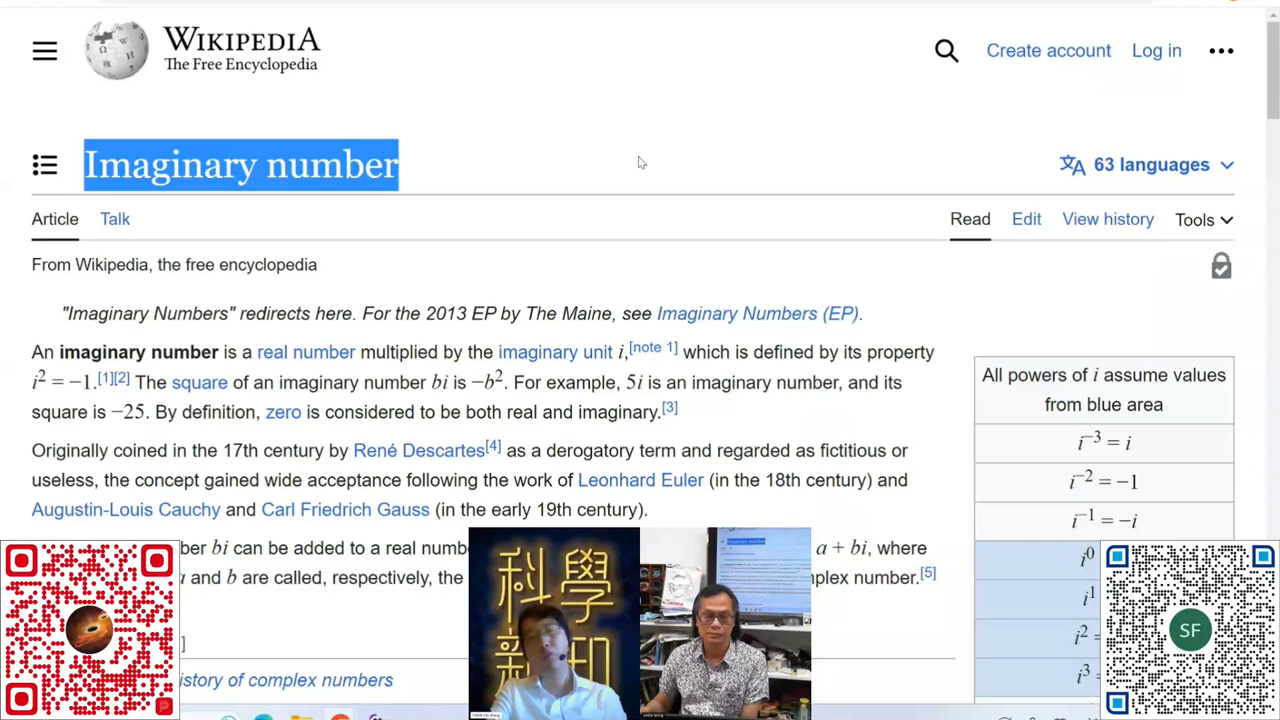 WIKIPEDIA
The Free Encyclopedia
Create account
Log in
Imaginary number
63 languages
Article
Talk
Read
Edit
View history
Tools
From Wikipedia, the free encyclopedia
"Imaginary Numbers" redirects here. For the 2013 EP by The Maine, see Imaginary Numbers (EP).
An imaginary number is a real number multiplied by the imaginary unit i,[note 1] which is defined by its property
i² = −1.[1][2] The square of an imaginary number bi is −b². For example, 5i is an imaginary number, and its
square is −25. By definition, zero is considered to be both real and imaginary.[3]
Originally coined in the 17th century by René Descartes[4] as a derogatory term and regarded as fictitious or
useless, the concept gained wide acceptance following the work of Leonhard Euler (in the 18th century) and
Augustin-Louis Cauchy and Carl Friedrich Gauss (in the early 19th century).
ber bi can be added to a real numb
a + bi, where
and b are called, respectively, the
plex number.[5]
]
istory of complex numbers
All powers of i assume values
from blue area
i⁻³ = i
i⁻² = −1
i⁻¹ = −i
i⁰
i¹
i² =
i³
科學
新知
SF